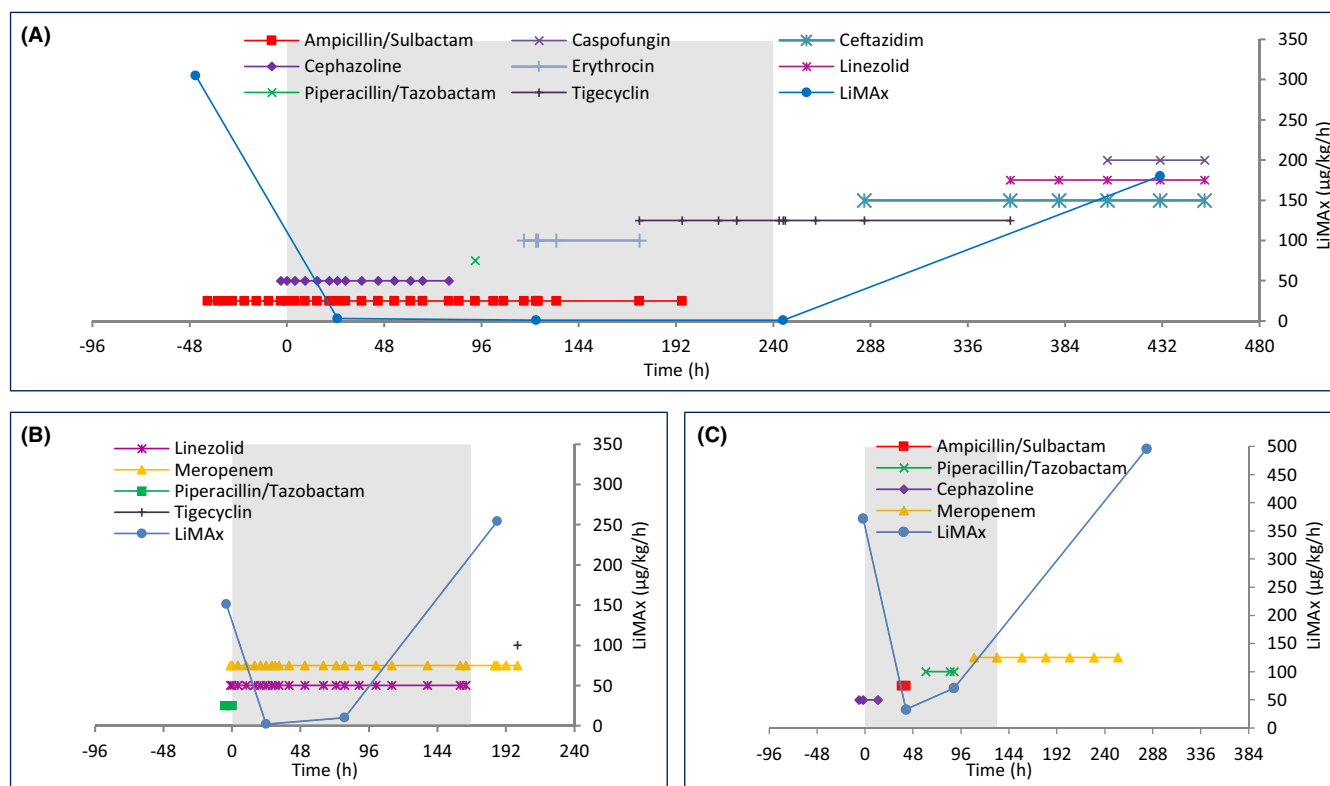 (A)
Ampicillin/Sulbactam Caspofungin Ceftazidim
Cephazoline Erythrocin Linezolid
Piperacillin/Tazobactam Tigecyclin LiMAx
350
300
250
200
150
100
50
0
LiMAx (µg/kg/h)
-96 -48 0 48 96 144 192 240 288 336 384 432 480
Time (h)
(B)
Linezolid
Meropenem
Piperacillin/Tazobactam
Tigecyclin
LiMAx
350
300
250
200
150
100
50
0
LiMAx (µg/kg/h)
-96 -48 0 48 96 144 192 240
Time (h)
(C)
Ampicillin/Sulbactam
Piperacillin/Tazobactam
Cephazoline
Meropenem
LiMAx
500
450
400
350
300
250
200
150
100
50
0
LiMAx (µg/kg/h)
-96 -48 0 48 96 144 192 240 288 336 384
Time (h)